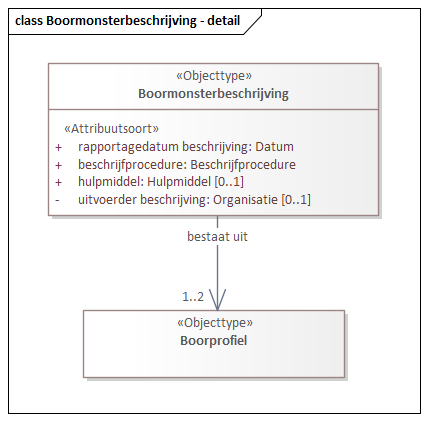 class Boormonsterbeschrijving - detail
«Objecttype»
Boormonsterbeschrijving
«Attribuutsoort»
+ rapportagedatum beschrijving: Datum
+ beschrijfprocedure: Beschrijfprocedure
+ hulpmiddel: Hulpmiddel [0..1]
- uitvoerder beschrijving: Organisatie [0..1]
bestaat uit
1..2
«Objecttype»
Boorprofiel